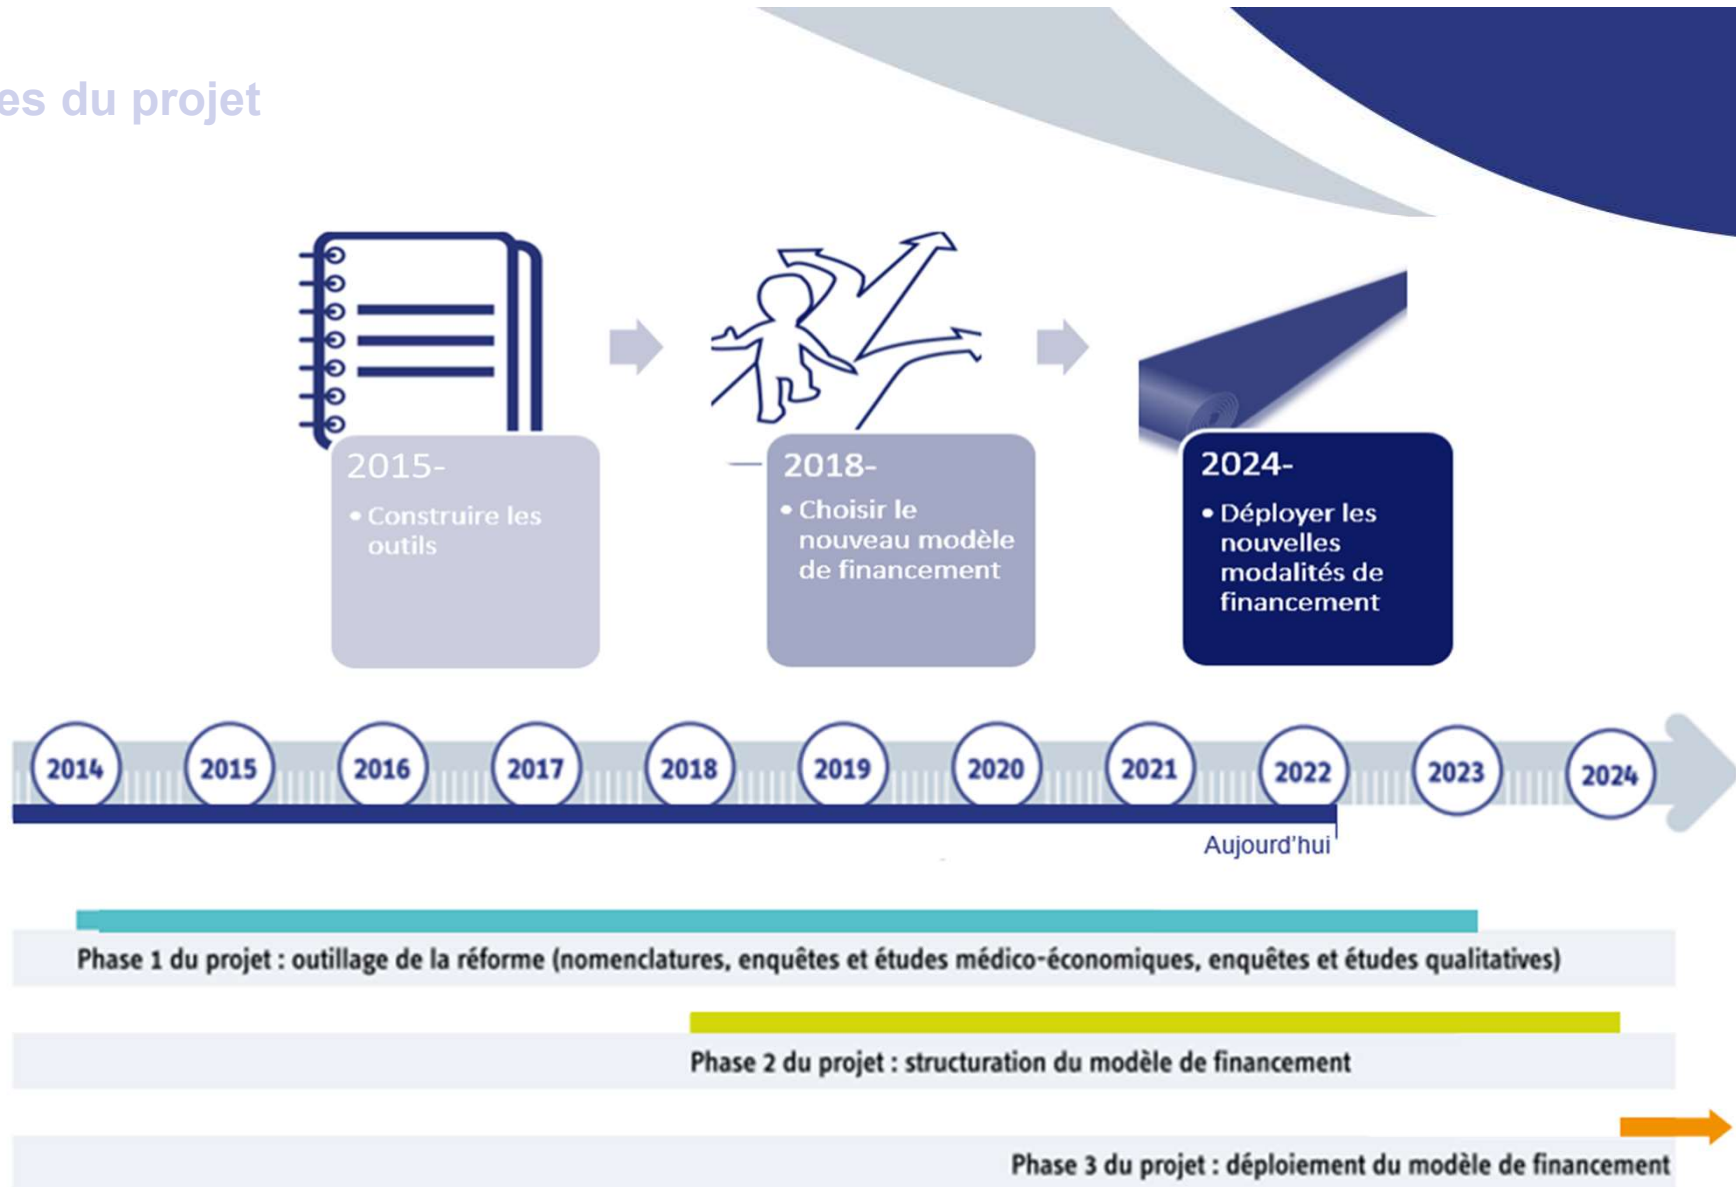 es du projet
2015-
• Construire les
outils
2018-
• Choisir le
nouveau modèle
de financement
2024-
• Déployer les
nouvelles
modalités de
financement
2014 2015 2016 2017 2018 2019 2020 2021 2022 2023 2024
Aujourd'hui
Phase 1 du projet : outillage de la réforme (nomenclatures, enquêtes et études médico-économiques, enquêtes et études qualitatives)
Phase 2 du projet : structuration du modèle de financement
Phase 3 du projet : déploiement du modèle de financement